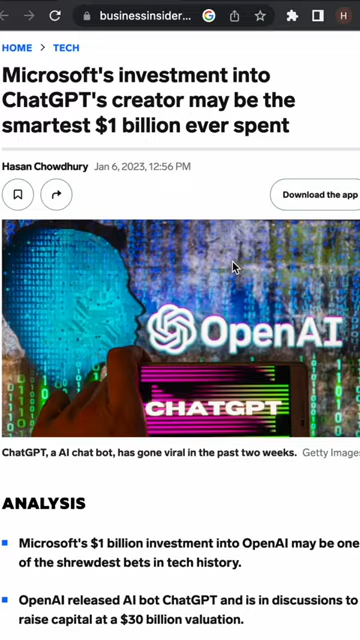 businessinsider...
H
HOME > TECH
Microsoft's investment into
ChatGPT's creator may be the
smartest $1 billion ever spent
Hasan Chowdhury Jan 6, 2023, 12:56 PM
Download the app
OpenAI
CHATGPT
ChatGPT, a AI chat bot, has gone viral in the past two weeks. Getty Images
ANALYSIS
Microsoft's $1 billion investment into OpenAI may be one
of the shrewdest bets in tech history.
OpenAI released AI bot ChatGPT and is in discussions to
raise capital at a $30 billion valuation.